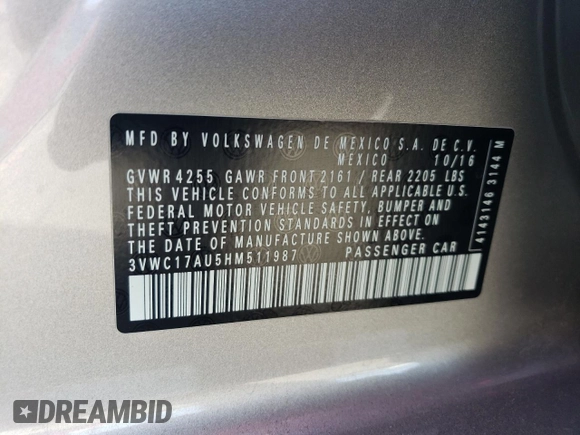 MFD BY VOLKSWAGEN DE MEXICO S.A. DE C.V.
MEXICO 10/16
GVWR 4255 GAWR FRONT 2161 / REAR 2205 LBS
THIS VEHICLE CONFORMS TO ALL APPLICABLE U.S.
FEDERAL MOTOR VEHICLE SAFETY, BUMPER AND
THEFT PREVENTION STANDARDS IN EFFECT ON
THE DATE OF MANUFACTURE SHOWN ABOVE.
3VWC17AU5HM511987 PASSENGER CAR
4143146 3144 M
DREAMBID